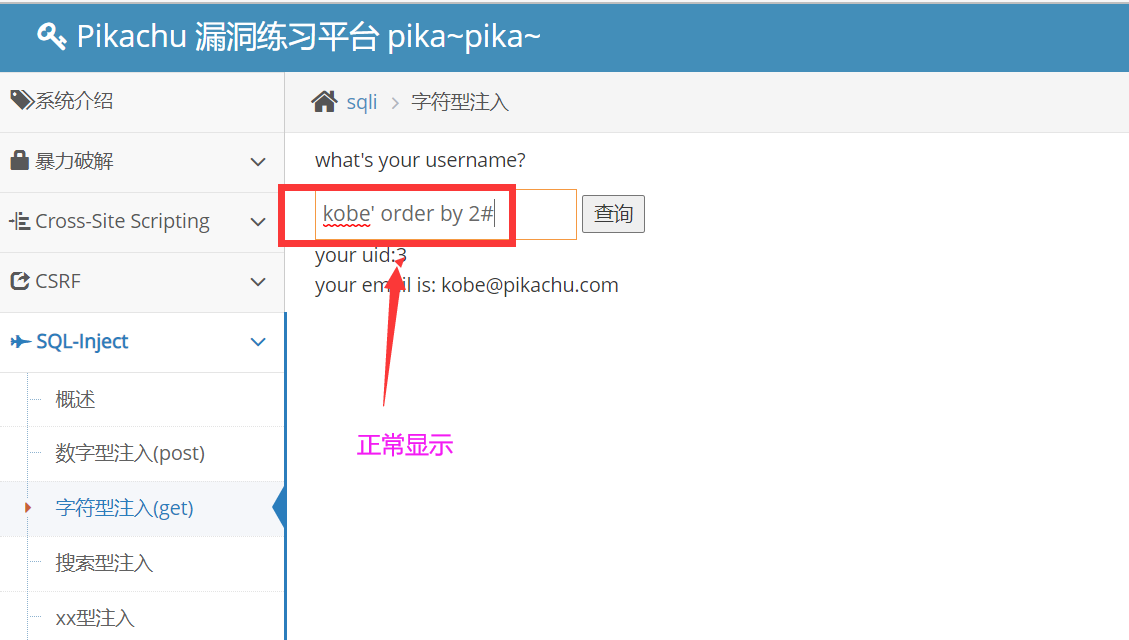 Pikachu 漏洞练习平台 pika~pika~
系统介绍
暴力破解
Cross-Site Scripting
CSRF
SQL-Inject
概述
数字型注入(post)
字符型注入(get)
搜索型注入
xx型注入
sqli > 字符型注入
what's your username?
kobe' order by 2#
查询
your uid:3
your email is: kobe@pikachu.com
正常显示